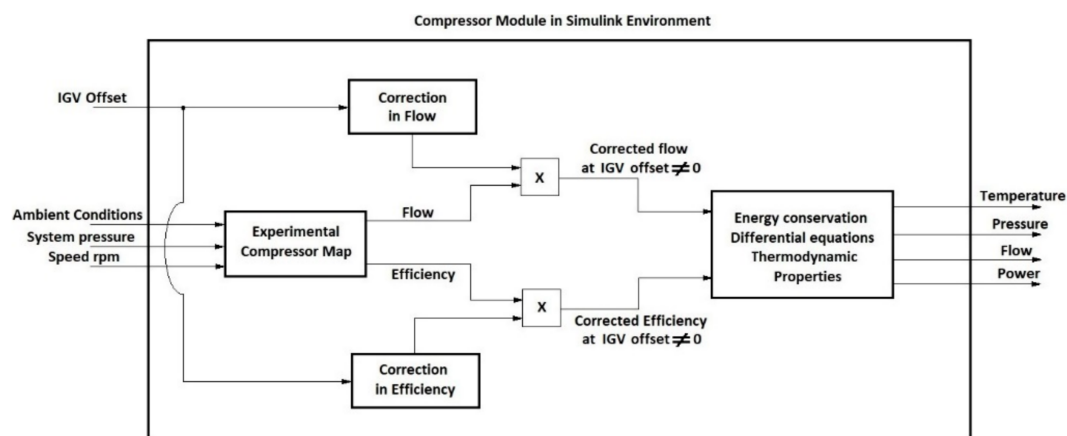 Compressor Module in Simulink Environment
IGV Offset
Correction
in Flow
Corrected flow
at IGV offset ≠ 0
X
Ambient Conditions
System pressure
Speed rpm
Experimental
Compressor Map
Flow
Efficiency
Energy conservation
Differential equations
Thermodynamic
Properties
Temperature
Pressure
Flow
Power
X
Corrected Efficiency
at IGV offset ≠ 0
Correction
in Efficiency